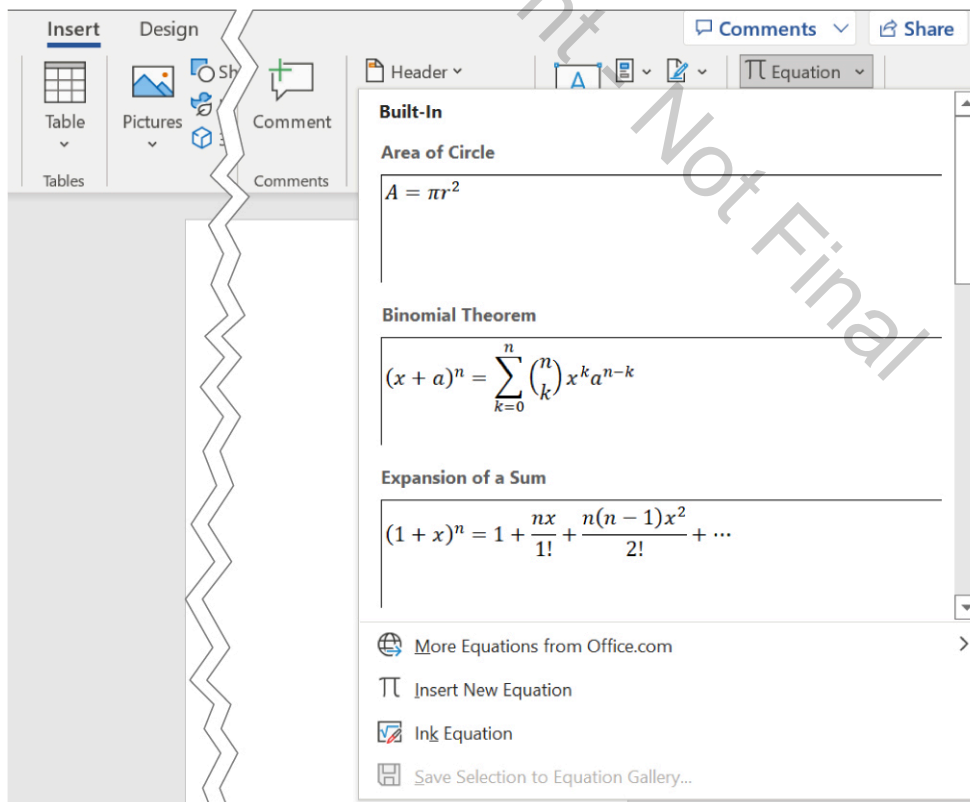 Insert Design Comments Share
Sh Header Equation
Table Pictures Comment
Tables Comments
Built-In
Area of Circle
A = πr²
Binomial Theorem
(x + a)ⁿ = ∑ₖ₌₀ⁿ (n k) xᵏaⁿ⁻ᵏ
Expansion of a Sum
(1 + x)ⁿ = 1 + nx/1! + n(n − 1)x²/2! + ⋯
More Equations from Office.com
Insert New Equation
Ink Equation
Save Selection to Equation Gallery...
Not Final